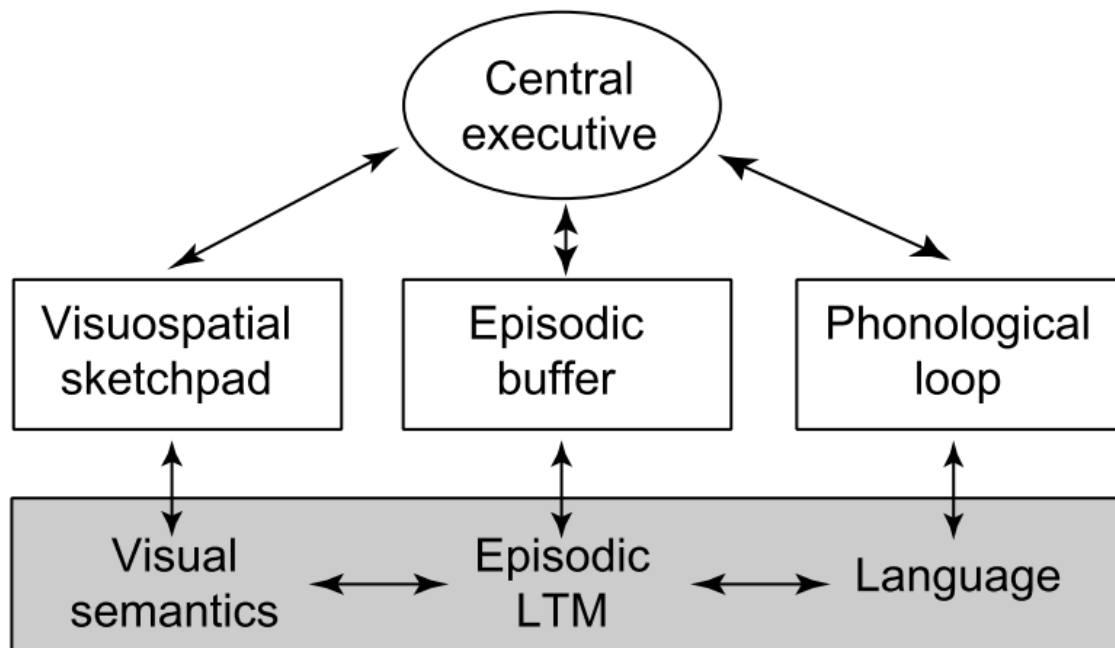 Central
executive
Visuospatial
sketchpad
Episodic
buffer
Phonological
loop
Visual
semantics
Episodic
LTM
Language